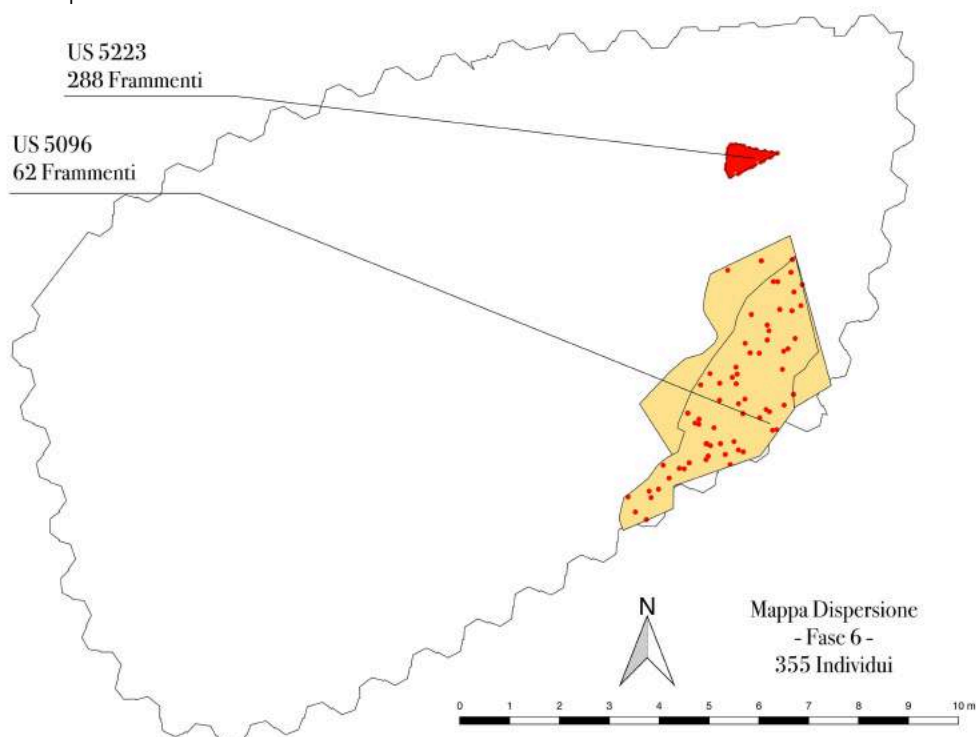 US 5223
288 Frammenti
US 5096
62 Frammenti
N
Mappa Dispersione
- Fase 6 -
355 Individui
0 1 2 3 4 5 6 7 8 9 10 m